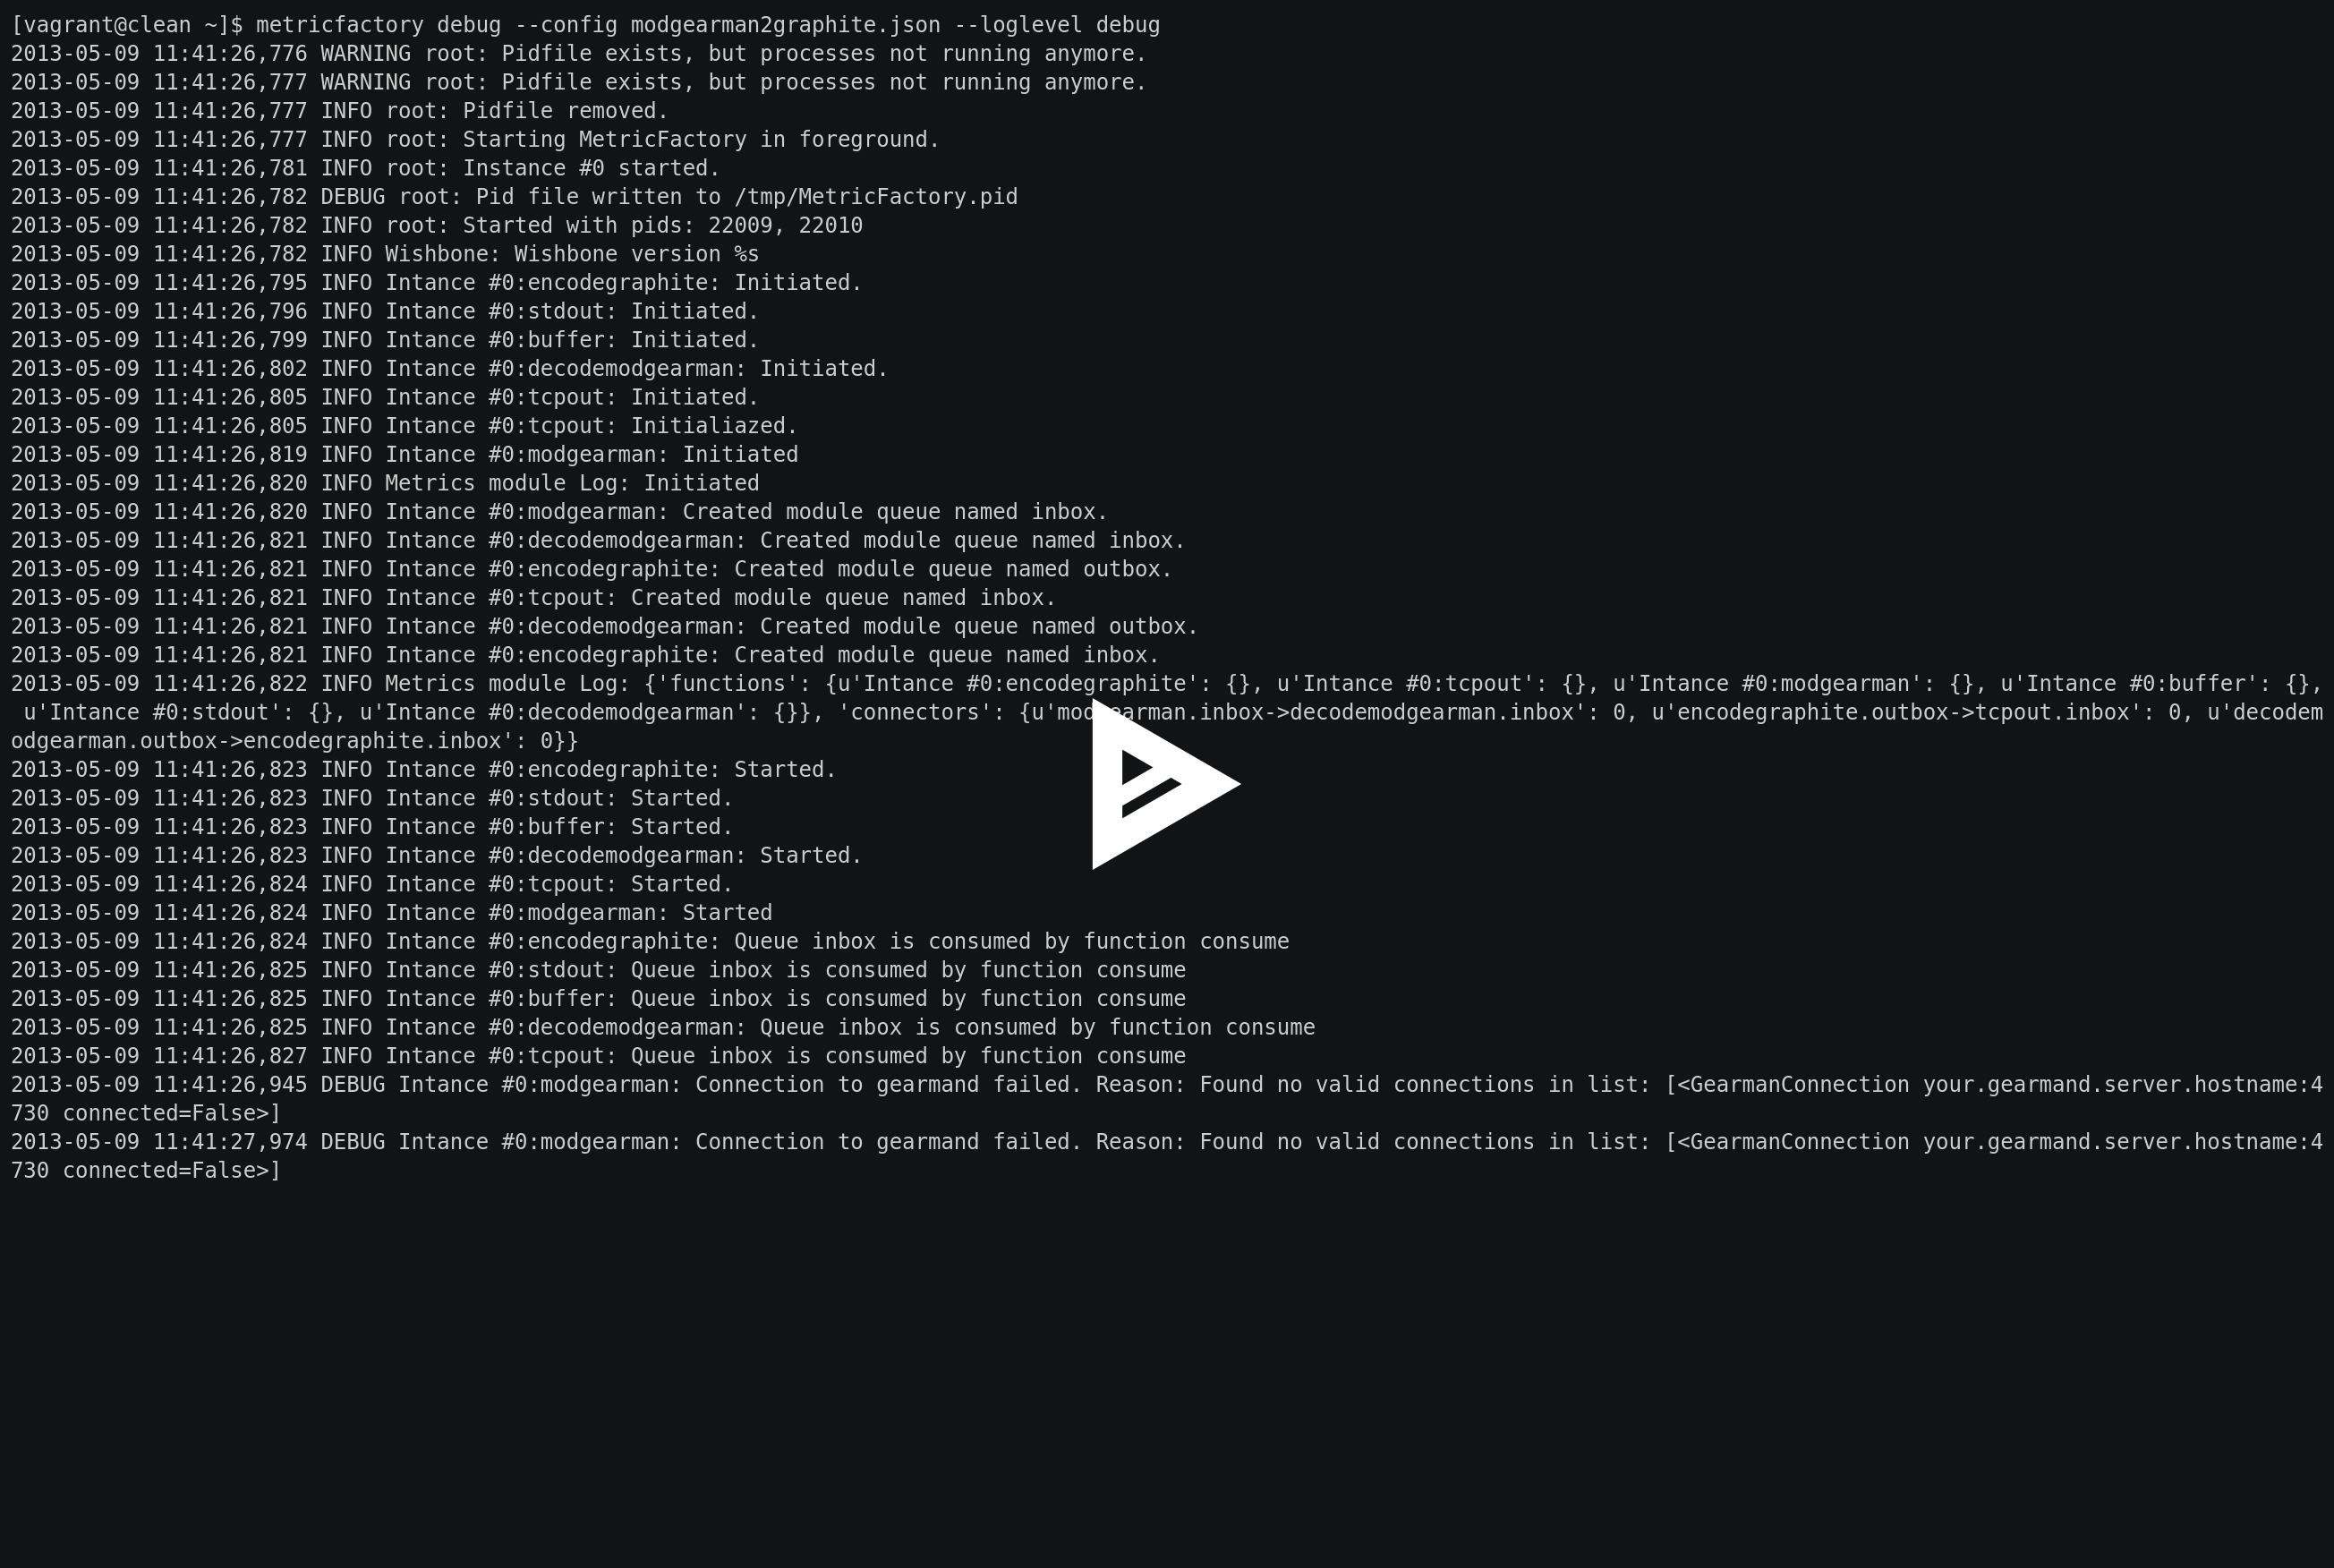 [vagrant@clean ~]$ metricfactory debug --config modgearman2graphite.json --loglevel debug
2013-05-09 11:41:26,776 WARNING root: Pidfile exists, but processes not running anymore.
2013-05-09 11:41:26,777 WARNING root: Pidfile exists, but processes not running anymore.
2013-05-09 11:41:26,777 INFO root: Pidfile removed.
2013-05-09 11:41:26,777 INFO root: Starting MetricFactory in foreground.
2013-05-09 11:41:26,781 INFO root: Instance #0 started.
2013-05-09 11:41:26,782 DEBUG root: Pid file written to /tmp/MetricFactory.pid
2013-05-09 11:41:26,782 INFO root: Started with pids: 22009, 22010
2013-05-09 11:41:26,782 INFO Wishbone: Wishbone version %s
2013-05-09 11:41:26,795 INFO Intance #0:encodegraphite: Initiated.
2013-05-09 11:41:26,796 INFO Intance #0:stdout: Initiated.
2013-05-09 11:41:26,799 INFO Intance #0:buffer: Initiated.
2013-05-09 11:41:26,802 INFO Intance #0:decodemodgearman: Initiated.
2013-05-09 11:41:26,805 INFO Intance #0:tcpout: Initiated.
2013-05-09 11:41:26,805 INFO Intance #0:tcpout: Initialiazed.
2013-05-09 11:41:26,819 INFO Intance #0:modgearman: Initiated
2013-05-09 11:41:26,820 INFO Metrics module Log: Initiated
2013-05-09 11:41:26,820 INFO Intance #0:modgearman: Created module queue named inbox.
2013-05-09 11:41:26,821 INFO Intance #0:decodemodgearman: Created module queue named inbox.
2013-05-09 11:41:26,821 INFO Intance #0:encodegraphite: Created module queue named outbox.
2013-05-09 11:41:26,821 INFO Intance #0:tcpout: Created module queue named inbox.
2013-05-09 11:41:26,821 INFO Intance #0:decodemodgearman: Created module queue named outbox.
2013-05-09 11:41:26,821 INFO Intance #0:encodegraphite: Created module queue named inbox.
2013-05-09 11:41:26,822 INFO Metrics module Log: {'functions': {u'Intance #0:encodegraphite': {}, u'Intance #0:tcpout': {}, u'Intance #0:modgearman': {}, u'Intance #0:buffer': {},
 u'Intance #0:stdout': {}, u'Intance #0:decodemodgearman': {}}, 'connectors': {u'modgearman.inbox->decodemodgearman.inbox': 0, u'encodegraphite.outbox->tcpout.inbox': 0, u'decodem
odgearman.outbox->encodegraphite.inbox': 0}}
2013-05-09 11:41:26,823 INFO Intance #0:encodegraphite: Started.
2013-05-09 11:41:26,823 INFO Intance #0:stdout: Started.
2013-05-09 11:41:26,823 INFO Intance #0:buffer: Started.
2013-05-09 11:41:26,823 INFO Intance #0:decodemodgearman: Started.
2013-05-09 11:41:26,824 INFO Intance #0:tcpout: Started.
2013-05-09 11:41:26,824 INFO Intance #0:modgearman: Started
2013-05-09 11:41:26,824 INFO Intance #0:encodegraphite: Queue inbox is consumed by function consume
2013-05-09 11:41:26,825 INFO Intance #0:stdout: Queue inbox is consumed by function consume
2013-05-09 11:41:26,825 INFO Intance #0:buffer: Queue inbox is consumed by function consume
2013-05-09 11:41:26,825 INFO Intance #0:decodemodgearman: Queue inbox is consumed by function consume
2013-05-09 11:41:26,827 INFO Intance #0:tcpout: Queue inbox is consumed by function consume
2013-05-09 11:41:26,945 DEBUG Intance #0:modgearman: Connection to gearmand failed. Reason: Found no valid connections in list: [<GearmanConnection your.gearmand.server.hostname:4
730 connected=False>]
2013-05-09 11:41:27,974 DEBUG Intance #0:modgearman: Connection to gearmand failed. Reason: Found no valid connections in list: [<GearmanConnection your.gearmand.server.hostname:4
730 connected=False>]